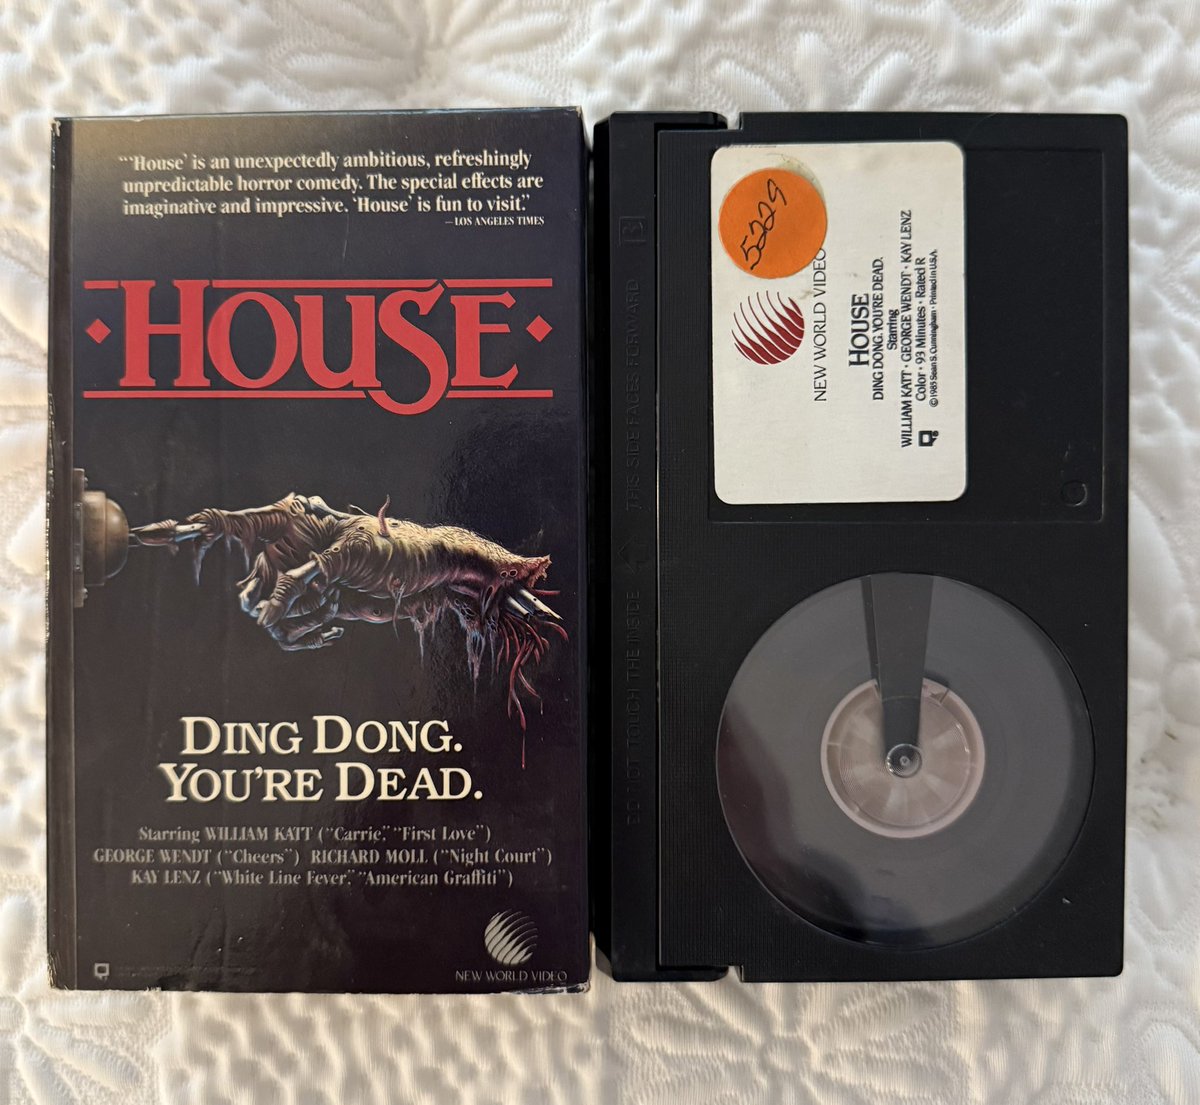 "'House' is an unexpectedly ambitious, refreshingly
unpredictable horror comedy. The special effects are
imaginative and impressive. 'House' is fun to visit."
—LOS ANGELES TIMES
HOUSE
DING DONG.
YOU'RE DEAD.
Starring WILLIAM KATT ("Carrie," "First Love")
GEORGE WENDT ("Cheers") RICHARD MOLL ("Night Court")
KAY LENZ ("White Line Fever," "American Graffiti")
NEW WORLD VIDEO
5229
NEW WORLD VIDEO
HOUSE
DING DONG. YOU'RE DEAD.
Starring
WILLIAM KATT • GEORGE WENDT • KAY LENZ
Color • 93 Minutes • Rated R
© 1985 Sean S. Cunningham • Printed in U.S.A.
B
THIS SIDE FACES FORWARD
DO NOT TOUCH THE INSIDE